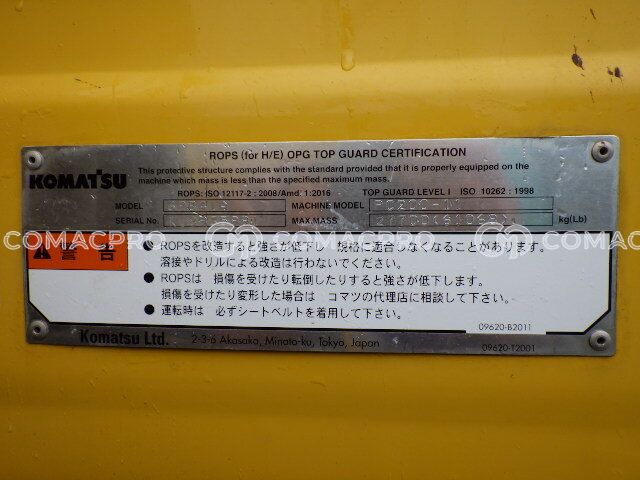 ROPS (for H/E) OPG TOP GUARD CERTIFICATION
KOMATSU
This protective structure complies with the standard provided that it is properly equipped on the
machine which mass is less than the specified maximum mass.
ROPS: ISO 12117-2 : 2008/Amd. 1:2016 TOP GUARD LEVEL I ISO 10262 : 1998
MODEL MACHINE MODEL PC200-11
SERIAL No. MAX.MASS kg(Lb)
COMACPRO COMACPRO COMACPRO
警告
● ROPSを改造すると強さが低下し 規格に適合しなくなることがあります。
溶接やドリルによる改造は行わないでください。
● ROPSは 損傷を受けたり転倒したりすると強さが低下します。
損傷を受けたり変形した場合は コマツの代理店に相談して下さい。
● 運転時は 必ずシートベルトを着用して下さい。
09620-B2011
Komatsu Ltd. 2-3-6 Akasaka, Minato-ku, Tokyo, Japan 09620-T2001